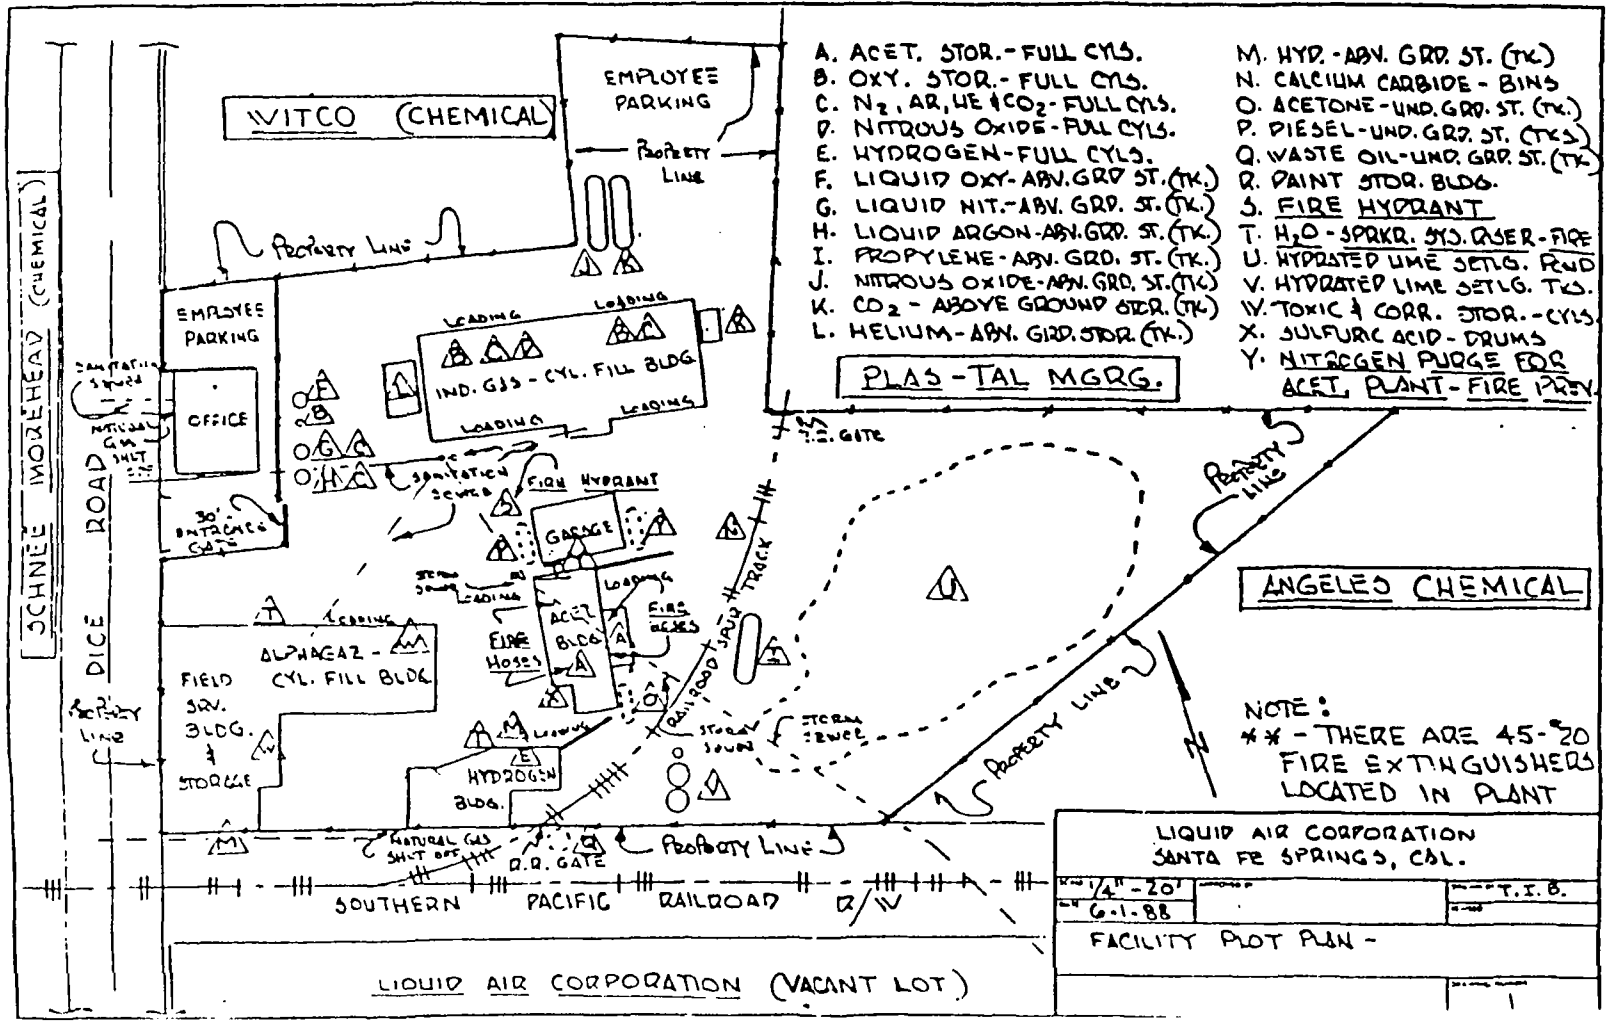 A. ACET. STOR.- FULL CYLS.
B. OXY. STOR.- FULL CYLS.
C. N2, AR, HE & CO2- FULL CYLS.
D. NITROUS OXIDE-FULL CYLS.
E. HYDROGEN-FULL CYLS.
F. LIQUID OXY-ABV.GRD ST.(TK.)
G. LIQUID NIT.-ABV. GRD. ST.(TK.)
H. LIQUID ARGON-ABV.GRD. ST.(TK.)
I. PROPYLENE-ABV. GRD. ST.(TK.)
J. NITROUS OXIDE-ABV. GRD. ST.(TK)
K. CO2 - ABOVE GROUND STOR.(TK)
L. HELIUM-ABV. GRD.STOR.(TK.)
M. HYD.-ABV. GRD. ST.(TK)
N. CALCIUM CARBIDE - BINS
O. ACETONE-UND.GRD. ST.(TK.)
P. DIESEL-UND. GRD. ST.(TKS)
Q. WASTE OIL-UND. GRD. ST.(TK)
R. PAINT STOR. BLDG.
S. FIRE HYDRANT
T. H2O-SPRKR. SYS. RISER-FIRE
U. HYDRATED LIME SETLG. POND
V. HYDRATED LIME SETLG. TKS.
W. TOXIC & CORR. STOR.-CYLS
X. SULFURIC ACID-DRUMS
Y. NITROGEN PURGE FOR
ACET. PLANT-FIRE PREV.
WITCO (CHEMICAL)
EMPLOYEE
PARKING
PROPERTY
LINE
J
K
PROPERTY LINE
EMPLOYEE
PARKING
LOADING
LOADING
B C D
B C
R
L
IND. GAS - CYL. FILL BLDG
LOADING
LOADING
PLAS-TAL MGRG.
OFFICE
F
B
G C
H C
SANITATION
SEWER
FIRE HYDRANT
S
GARAGE
P
P
N
30'
ENTRANCE
GATE
SCHNEE MOREHEAD (CHEMICAL)
DICE ROAD
PROPERTY
LINE
T
LOADING
W
ALPHAGAZ -
CYL. FILL BLDG.
FIELD
SRV.
BLDG.
&
STORAGE
W
M
LOADING
LOADING
ACET
BLDG
FIRE
HOSES
FIRE
HOSES
A
A
X
O
M
LOADING
E
HYDROGEN
BLDG.
RAILROAD SPUR TRACK
STORM
SEWER
V
U
PROPERTY
LINE
ANGELES CHEMICAL
PROPERTY LINE
PROPERTY LINE
N
NOTE:
** - THERE ARE 45-#20
FIRE EXTINGUISHERS
LOCATED IN PLANT
NATURAL GAS
SHUT OFF
R.R. GATE
Q
PROPERTY LINE
SOUTHERN PACIFIC RAILROAD R/W
LIQUID AIR CORPORATION (VACANT LOT)
LIQUID AIR CORPORATION
SANTA FE SPRINGS, CAL.
1/4" - 20'
T.I.B.
6-1-88
FACILITY PLOT PLAN -
1